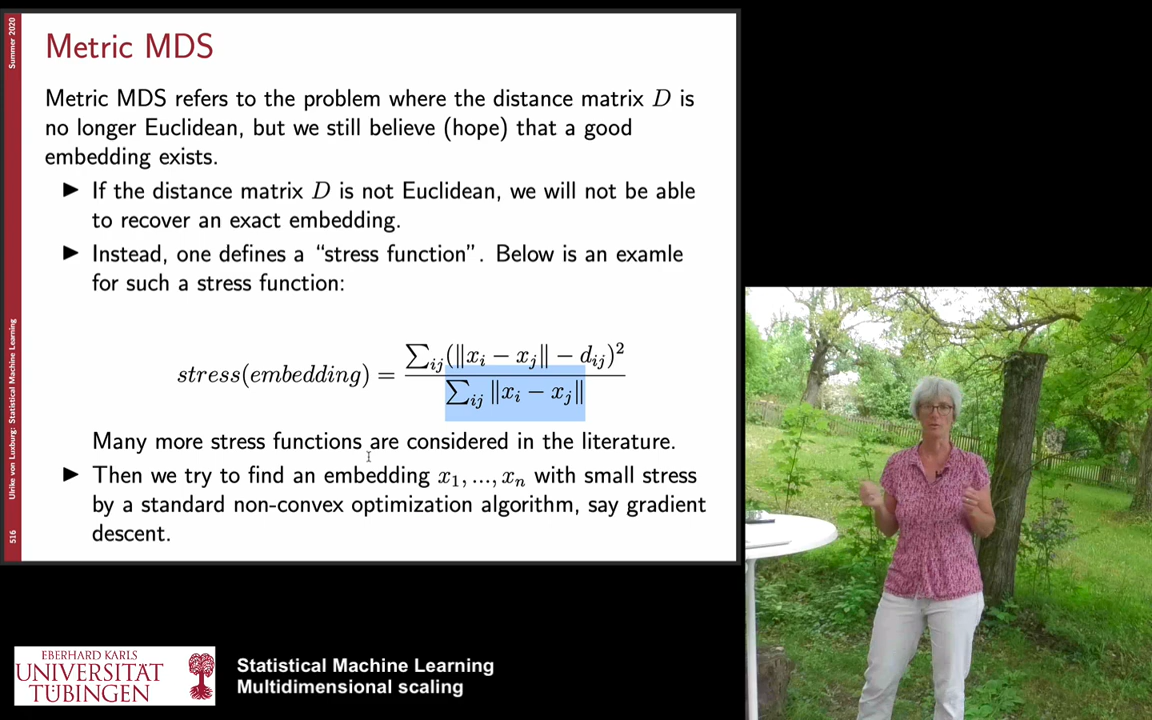 Metric MDS
Metric MDS refers to the problem where the distance matrix D is
no longer Euclidean, but we still believe (hope) that a good
embedding exists.
▶ If the distance matrix D is not Euclidean, we will not be able
to recover an exact embedding.
▶ Instead, one defines a “stress function”. Below is an examle
for such a stress function:
stress(embedding) = ∑ij(‖xi − xj‖ − dij)² / ∑ij ‖xi − xj‖
Many more stress functions are considered in the literature.
▶ Then we try to find an embedding x1, ..., xn with small stress
by a standard non-convex optimization algorithm, say gradient
descent.
Summer 2020
Ulrike von Luxburg: Statistical Machine Learning
516
EBERHARD KARLS
UNIVERSITÄT
TÜBINGEN
Statistical Machine Learning
Multidimensional scaling